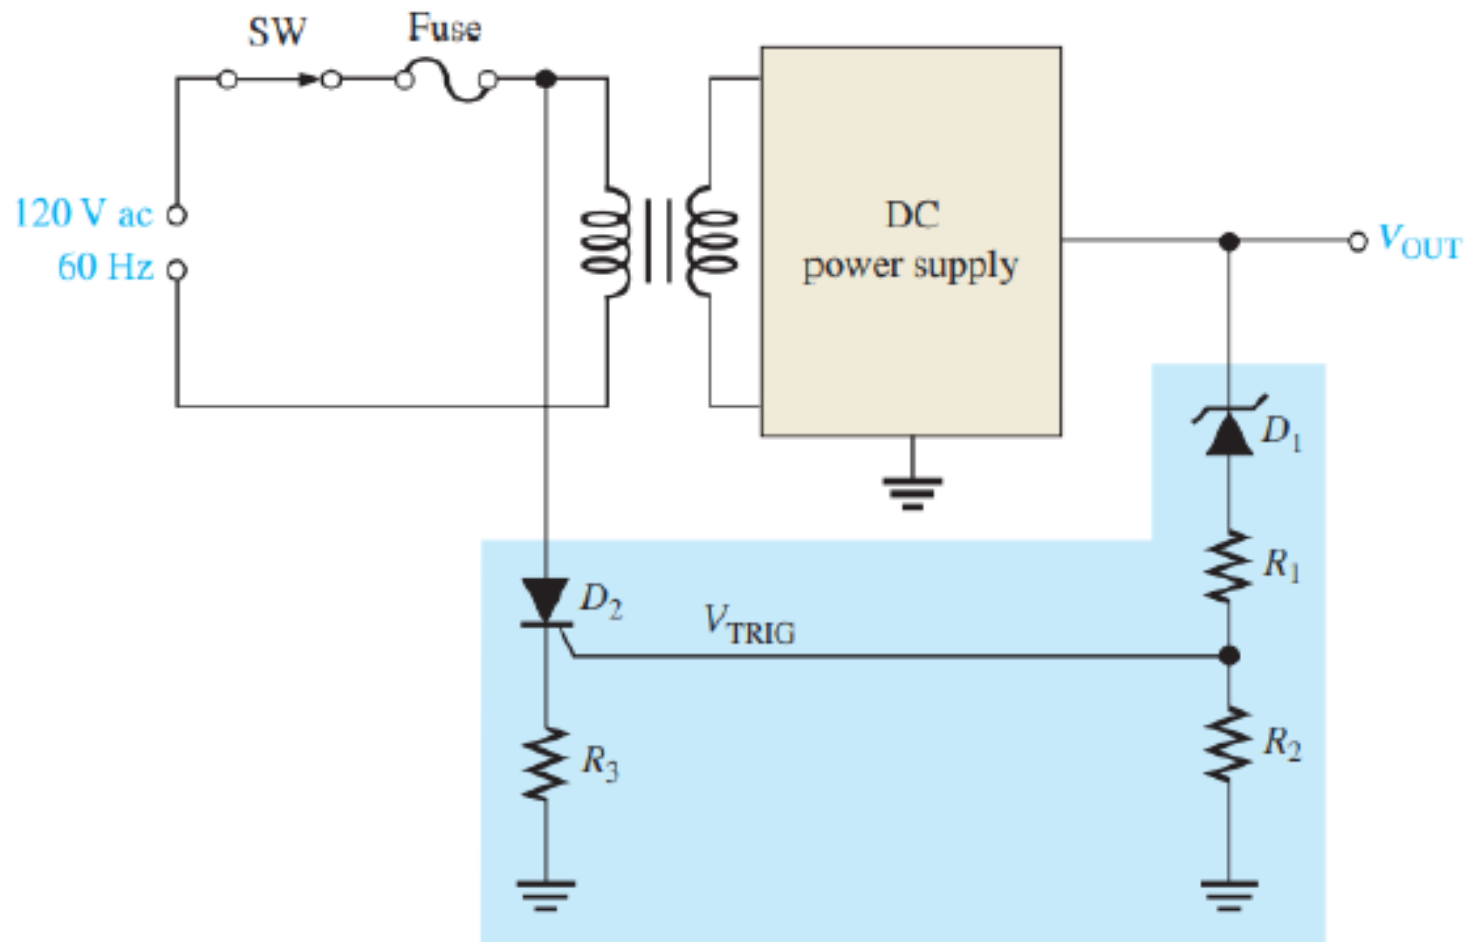 SW
Fuse
120 V ac
60 Hz
DC
power supply
VOUT
D1
R1
D2
VTRIG
R2
R3